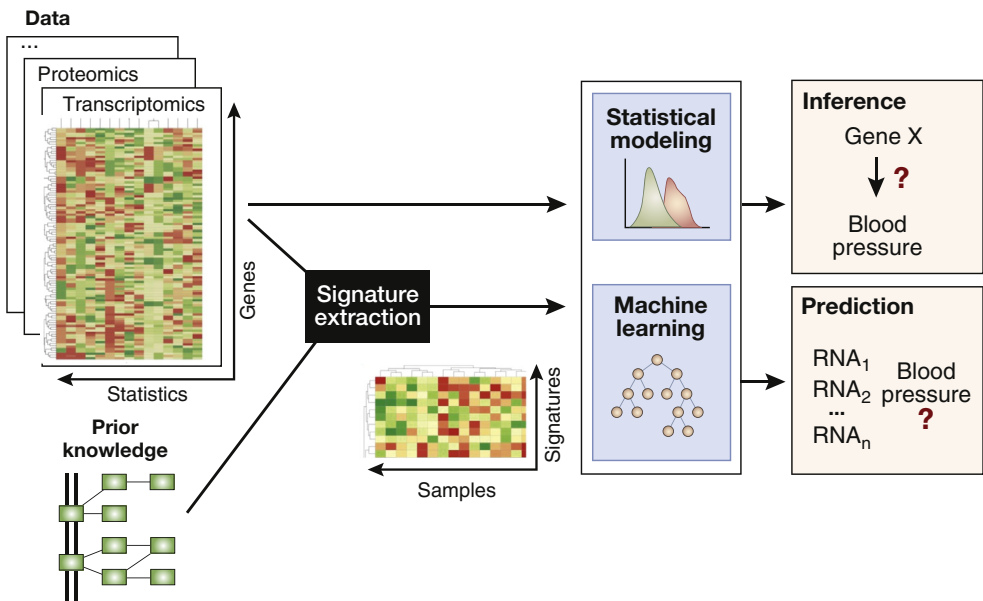 Data
...
Proteomics
Transcriptomics
Genes
Statistics
Prior
knowledge
Signature
extraction
Signatures
Samples
Statistical
modeling
Machine
learning
Inference
Gene X
?
Blood
pressure
Prediction
RNA1
RNA2
...
RNAn
Blood
pressure
?